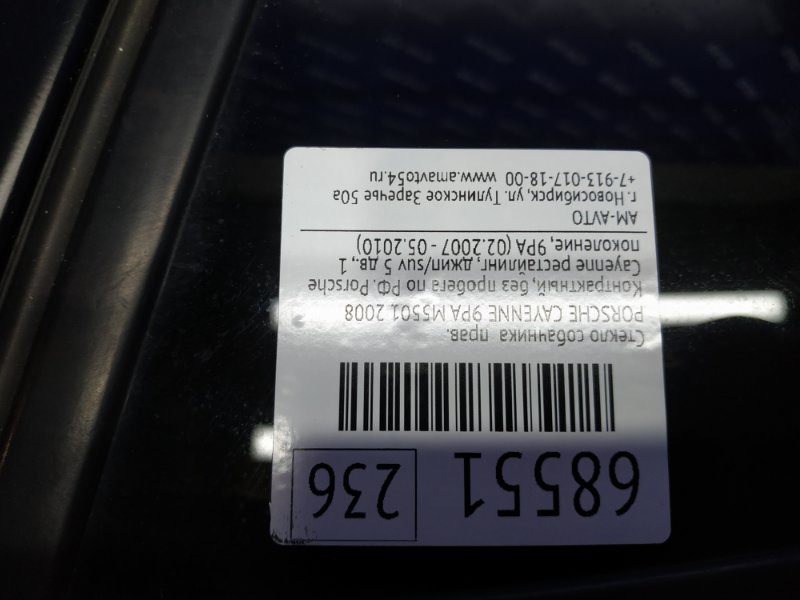 68551
236
Стекло собачника прав.
PORSCHE CAYENNE 9PA M5501 2008
Контрактный, без пробега по РФ. Porsche
Cayenne рестайлинг, джип/suv 5 дв., 1
поколение, 9PA (02.2007 - 05.2010)
AM-AVTO
г. Новосибирск, ул. Тулинское Заречье 50а
+7-913-017-18-00 www.amavto54.ru